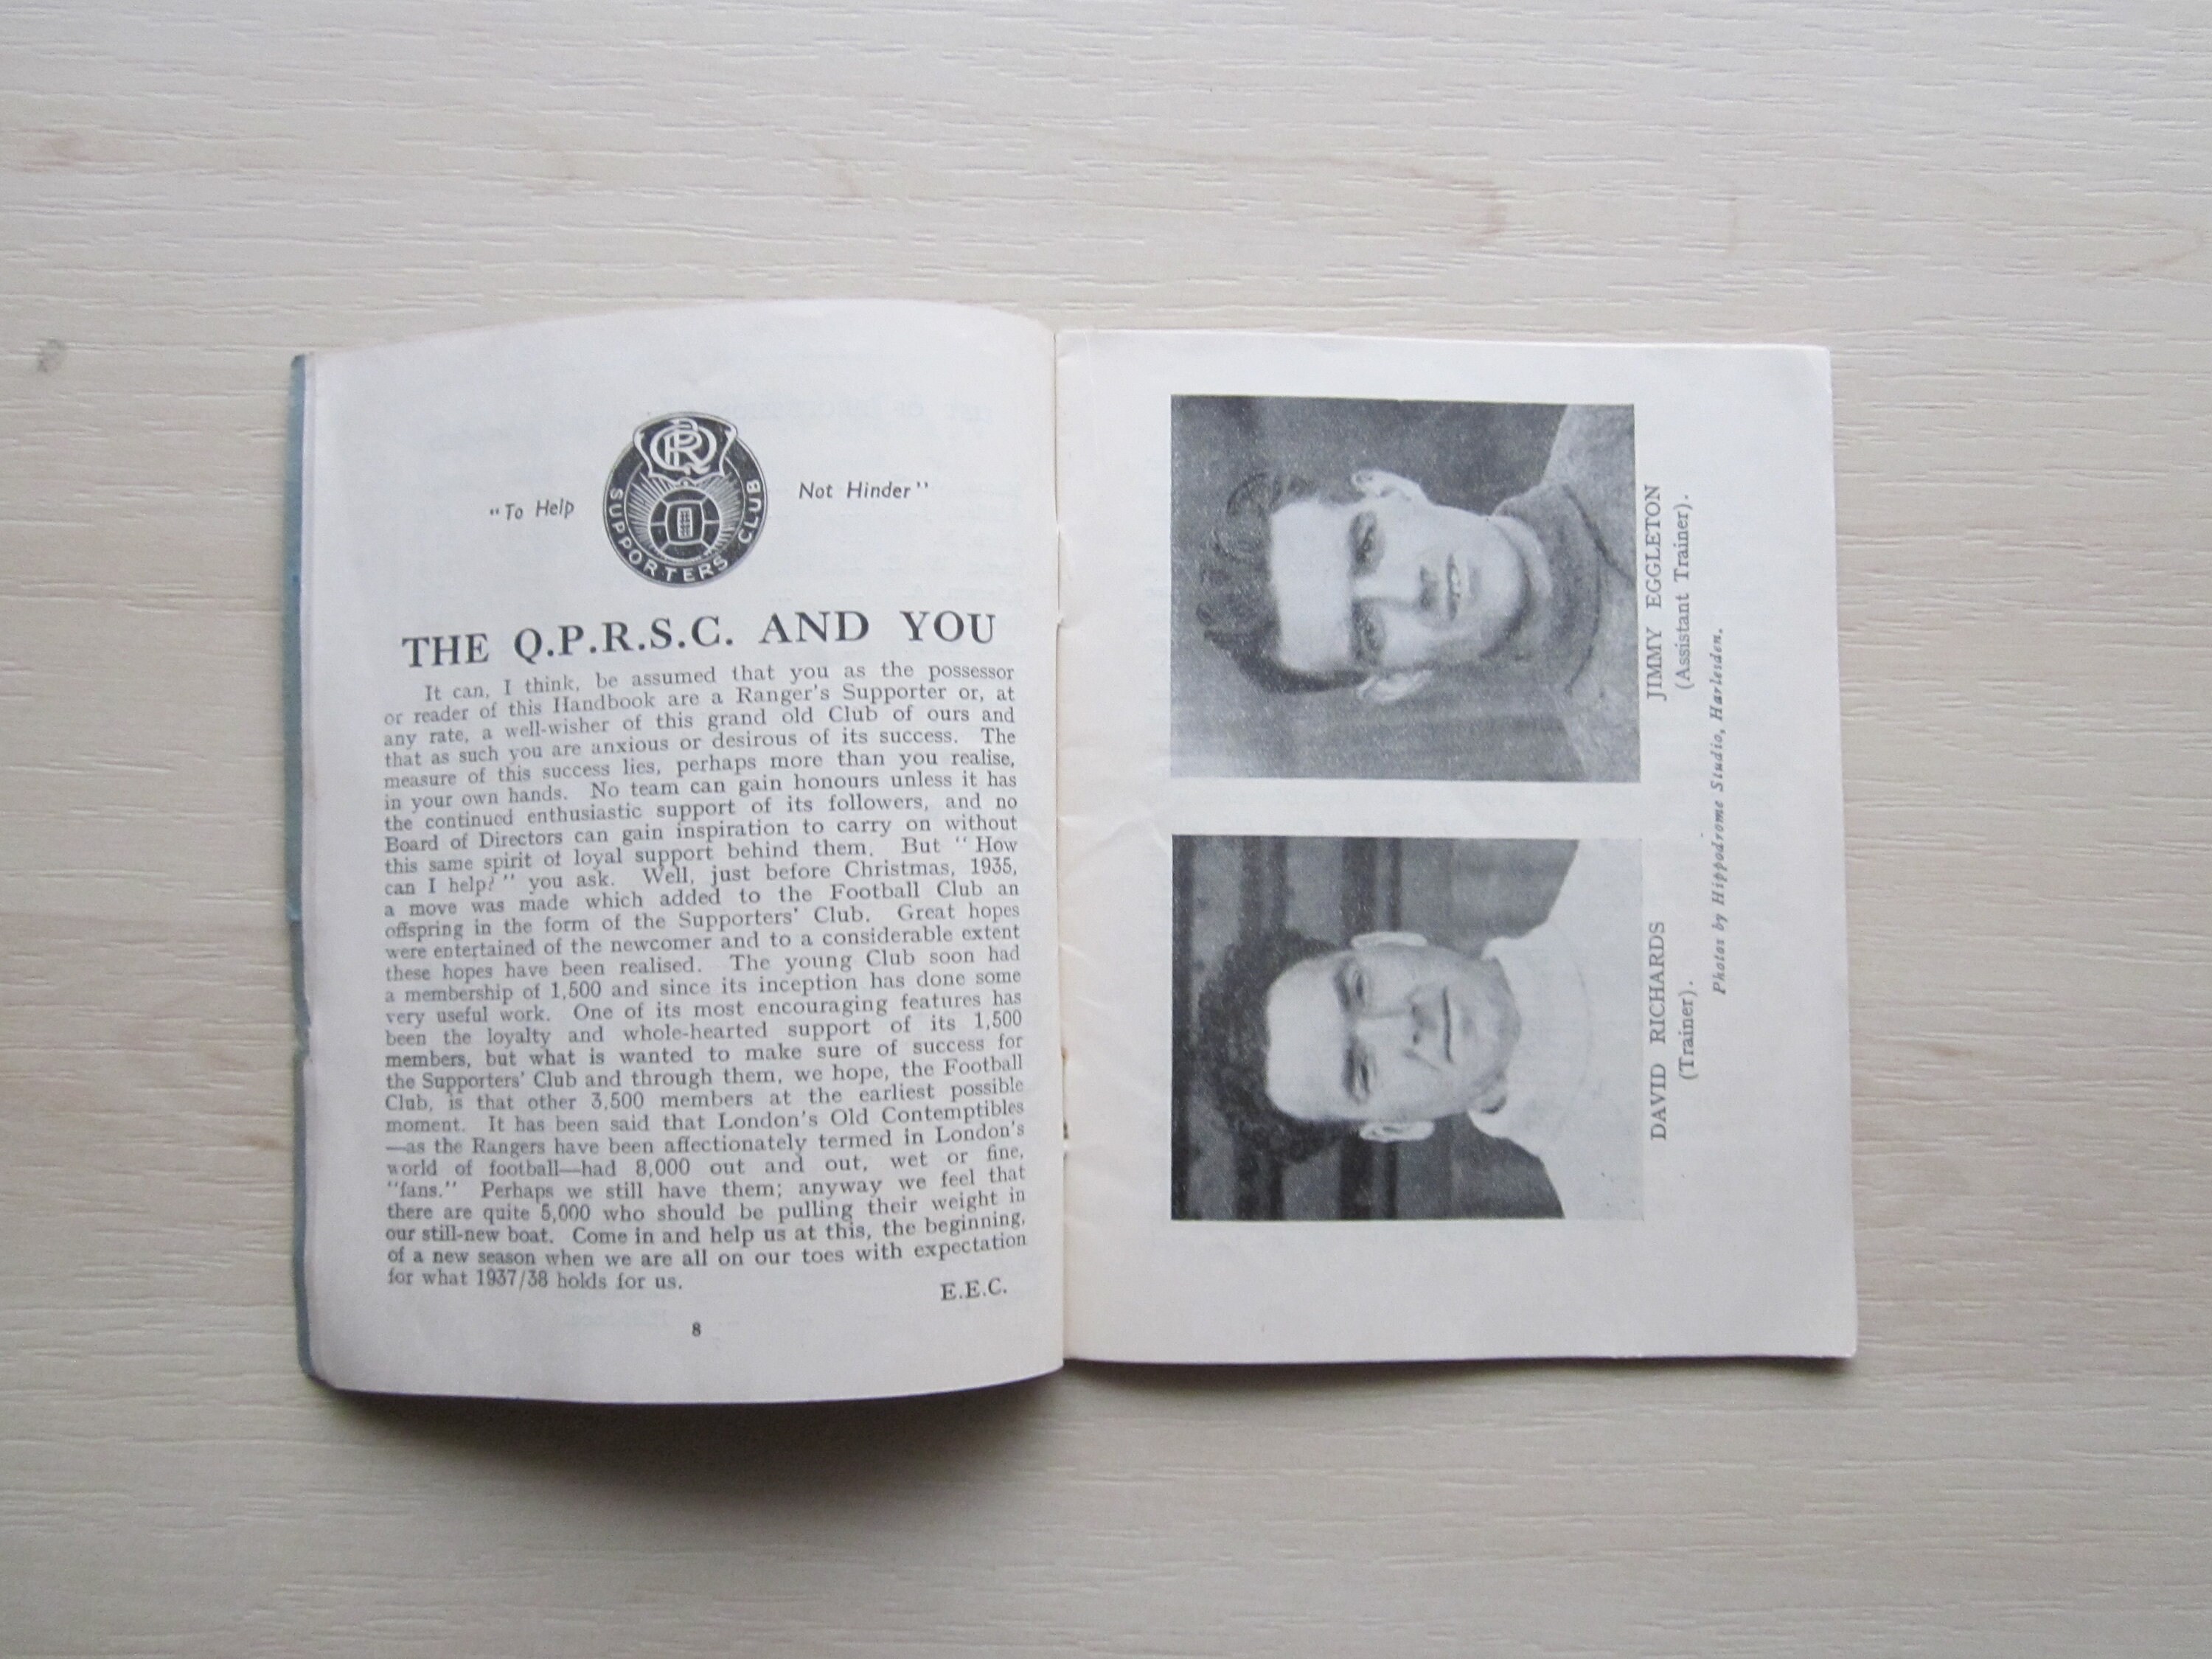 "To Help
QPR
SUPPORTERS CLUB
Not Hinder"
THE Q.P.R.S.C. AND YOU
It can, I think, be assumed that you as the possessor
or reader of this Handbook are a Ranger's Supporter or, at
any rate, a well-wisher of this grand old Club of ours and
that as such you are anxious or desirous of its success. The
measure of this success lies, perhaps more than you realise,
in your own hands. No team can gain honours unless it has
the continued enthusiastic support of its followers, and no
Board of Directors can gain inspiration to carry on without
this same spirit of loyal support behind them. But "How
can I help?" you ask. Well, just before Christmas, 1935,
a move was made which added to the Football Club an
offspring in the form of the Supporters' Club. Great hopes
were entertained of the newcomer and to a considerable extent
these hopes have been realised. The young Club soon had
a membership of 1,500 and since its inception has done some
very useful work. One of its most encouraging features has
been the loyalty and whole-hearted support of its 1,500
members, but what is wanted to make sure of success for
the Supporters' Club and through them, we hope, the Football
Club, is that other 3,500 members at the earliest possible
moment. It has been said that London's Old Contemptibles
—as the Rangers have been affectionately termed in London's
world of football—had 8,000 out and out, wet or fine,
"fans." Perhaps we still have them; anyway we feel that
there are quite 5,000 who should be pulling their weight in
our still-new boat. Come in and help us at this, the beginning,
of a new season when we are all on our toes with expectation
for what 1937/38 holds for us.
E.E.C.
8
DAVID RICHARDS
(Trainer).
JIMMY EGGLETON
(Assistant Trainer).
Photos by Hippodrome Studio, Harlesden.